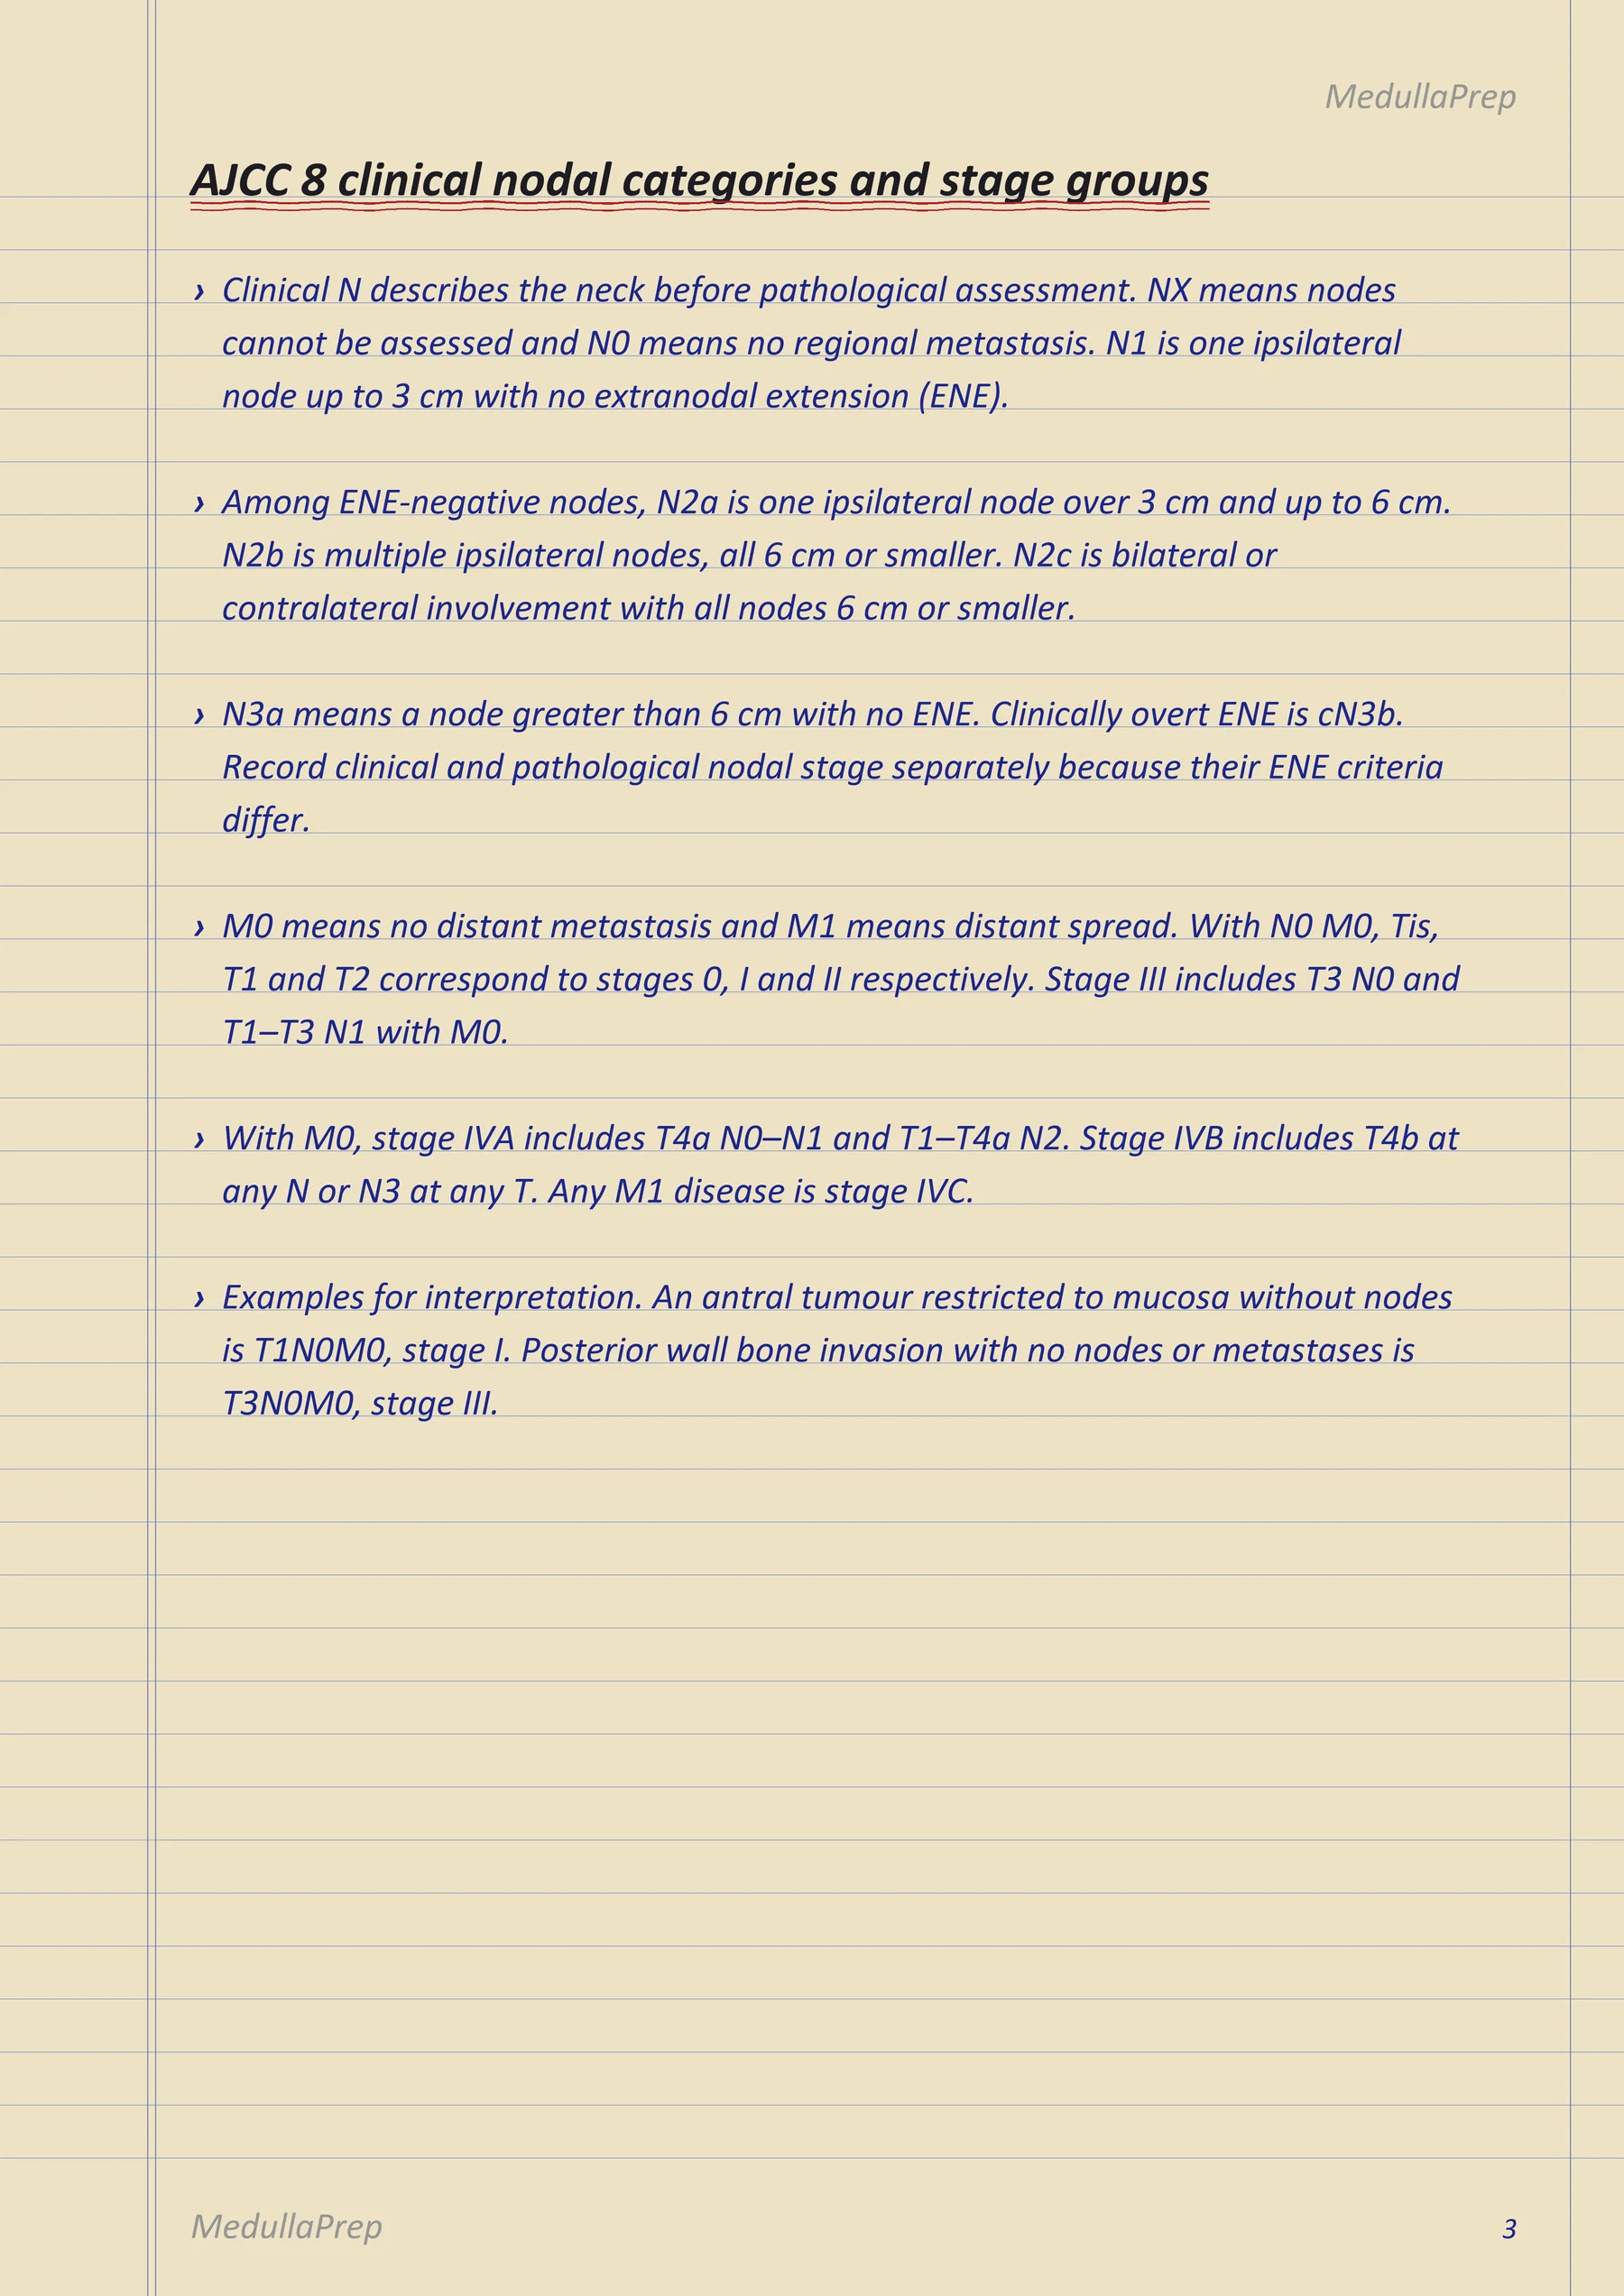 MedullaPrep
AJCC 8 clinical nodal categories and stage groups
› Clinical N describes the neck before pathological assessment. NX means nodes
cannot be assessed and N0 means no regional metastasis. N1 is one ipsilateral
node up to 3 cm with no extranodal extension (ENE).
› Among ENE-negative nodes, N2a is one ipsilateral node over 3 cm and up to 6 cm.
N2b is multiple ipsilateral nodes, all 6 cm or smaller. N2c is bilateral or
contralateral involvement with all nodes 6 cm or smaller.
› N3a means a node greater than 6 cm with no ENE. Clinically overt ENE is cN3b.
Record clinical and pathological nodal stage separately because their ENE criteria
differ.
› M0 means no distant metastasis and M1 means distant spread. With N0 M0, Tis,
T1 and T2 correspond to stages 0, I and II respectively. Stage III includes T3 N0 and
T1–T3 N1 with M0.
› With M0, stage IVA includes T4a N0–N1 and T1–T4a N2. Stage IVB includes T4b at
any N or N3 at any T. Any M1 disease is stage IVC.
› Examples for interpretation. An antral tumour restricted to mucosa without nodes
is T1N0M0, stage I. Posterior wall bone invasion with no nodes or metastases is
T3N0M0, stage III.
MedullaPrep
3